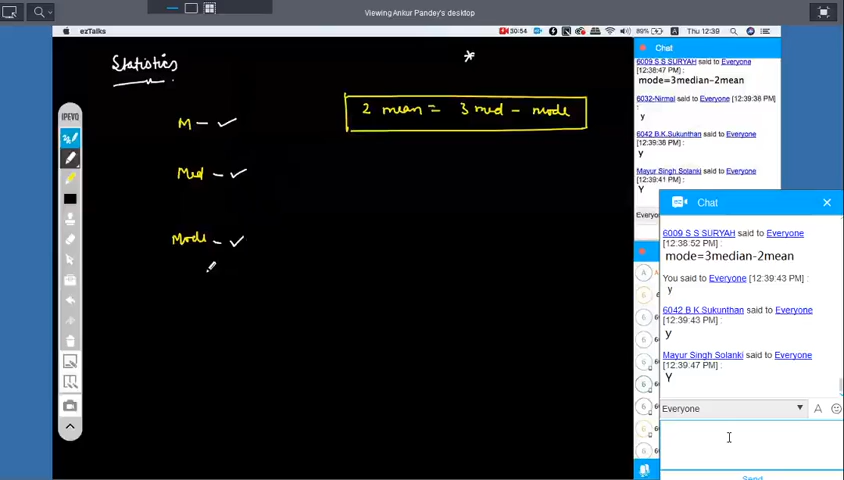 Viewing Ankur Pandey's desktop
ezTalks
30:54
89%
A
Thu 12:39
Statistics
*
2 mean = 3 med - mode
M - ✓
Med - ✓
Mode - ✓
IPEVO
Chat
6009 S S SURYAH said to Everyone
[12:38:47 PM] :
mode=3median-2mean
6032-Nirmal said to Everyone
[12:39:38 PM] :
y
6042 B.K.Sukunthan said to
Everyone [12:39:38 PM] :
y
Mayur Singh Solanki said to
Everyone [12:39:41 PM] :
Y
Everyo
Chat
6009 S S SURYAH said to Everyone
[12:38:52 PM] :
mode=3median-2mean
You said to Everyone [12:39:43 PM] :
y
6042 B K Sukunthan said to
Everyone [12:39:43 PM] :
y
Mayur Singh Solanki said to
Everyone [12:39:47 PM] :
Y
Everyone
A
Send